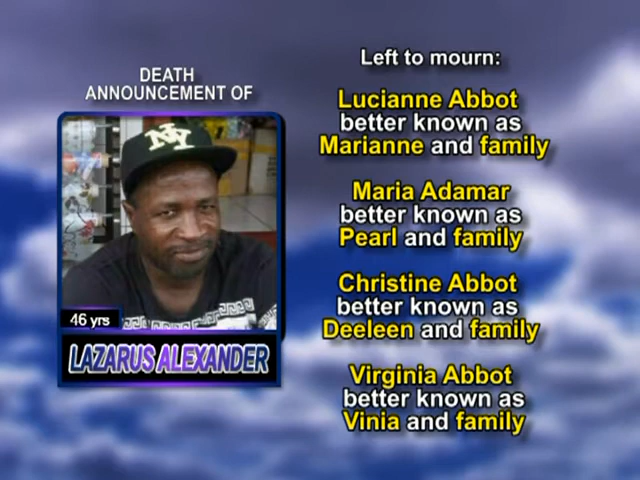 DEATH
ANNOUNCEMENT OF
NY
46 yrs
LAZARUS ALEXANDER
Left to mourn:
Lucianne Abbot
better known as
Marianne and family
Maria Adamar
better known as
Pearl and family
Christine Abbot
better known as
Deeleen and family
Virginia Abbot
better known as
Vinia and family